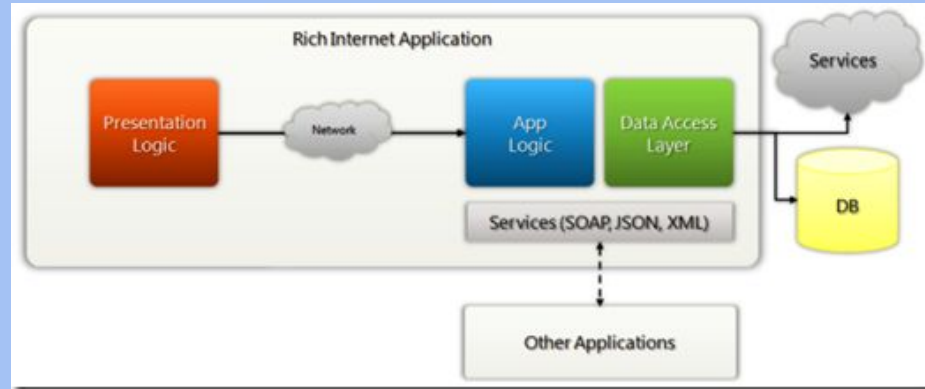 Rich Internet Application
Services
Presentation
Logic
Network
App
Logic
Data Access
Layer
DB
Services (SOAP, JSON, XML)
Other Applications